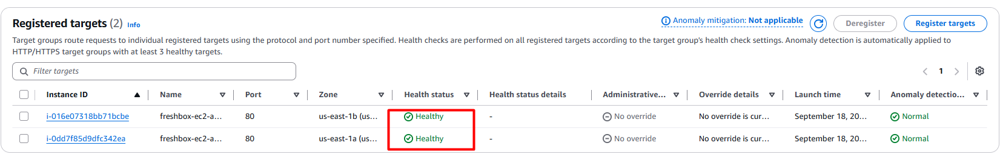 Registered targets (2) Info
Anomaly mitigation: Not applicable
Deregister
Register targets
Target groups route requests to individual registered targets using the protocol and port number specified. Health checks are performed on all registered targets according to the target group's health check settings. Anomaly detection is automatically applied to
HTTP/HTTPS target groups with at least 3 healthy targets.
Filter targets
1
Instance ID Name Port Zone Health status Health status details Administrative... Override details Launch time Anomaly detectio...
i-016e07318bb71bcbe freshbox-ec2-a... 80 us-east-1b (us... Healthy - No override No override is cur... September 18, 20... Normal
i-0dd7f85d9dfc342ea freshbox-ec2-a... 80 us-east-1a (us... Healthy - No override No override is cur... September 18, 20... Normal